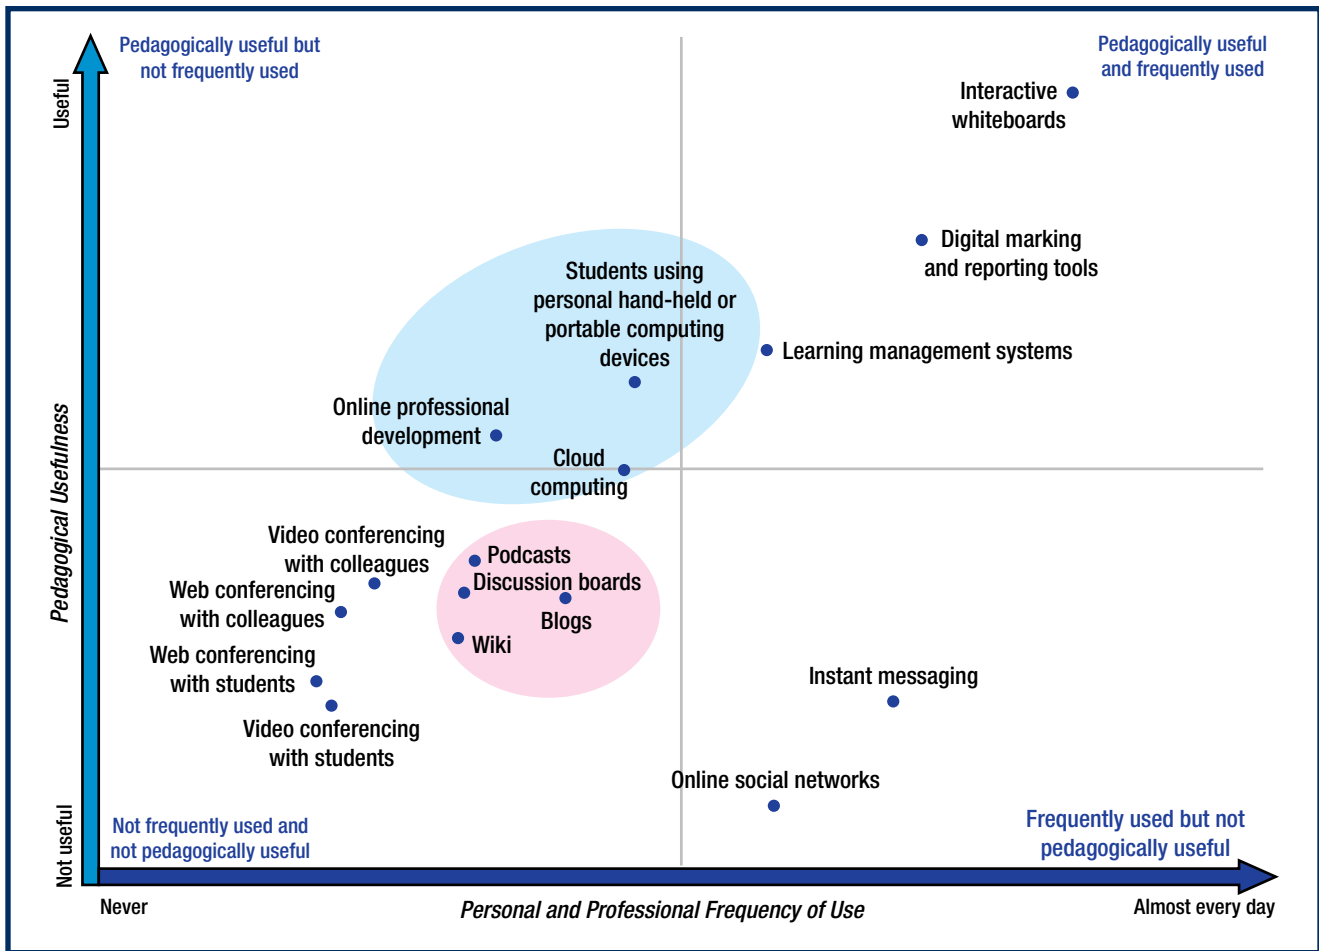 Pedagogically useful but
not frequently used
Pedagogically useful
and frequently used
Useful
Interactive
whiteboards
Digital marking
and reporting tools
Students using
personal hand-held or
portable computing
devices
Learning management systems
Online professional
development
Cloud
computing
Pedagogical Usefulness
Video conferencing
with colleagues
Podcasts
Discussion boards
Web conferencing
with colleagues
Blogs
Wiki
Web conferencing
with students
Instant messaging
Video conferencing
with students
Online social networks
Not useful
Not frequently used and
not pedagogically useful
Frequently used but not
pedagogically useful
Never
Personal and Professional Frequency of Use
Almost every day